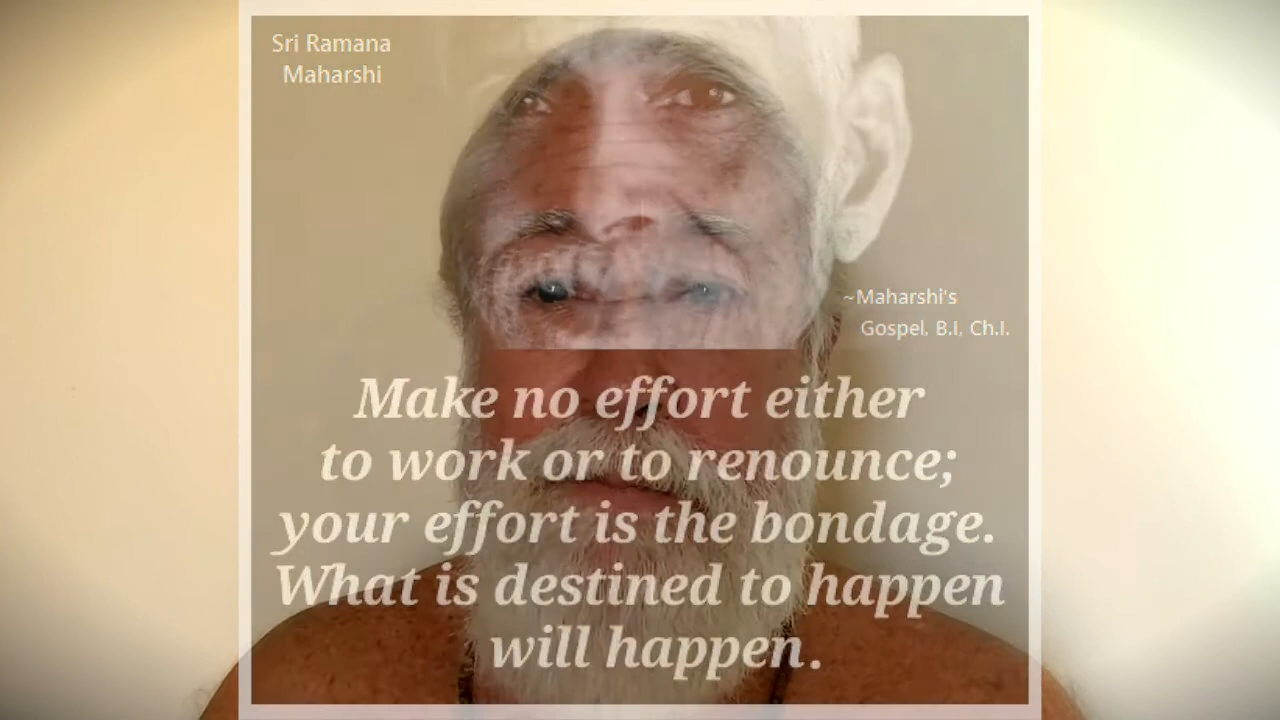 Sri Ramana
Maharshi
~Maharshi's
Gospel, B.I, Ch.I.
Make no effort either
to work or to renounce;
your effort is the bondage.
What is destined to happen
will happen.